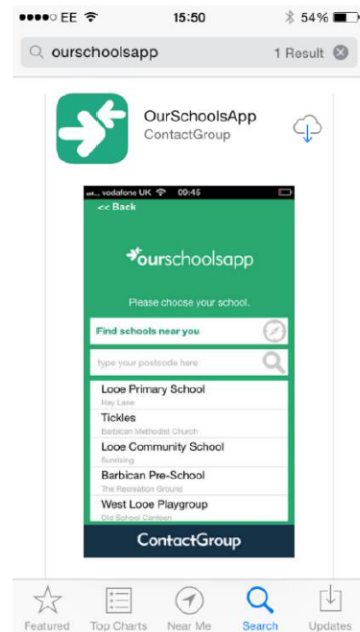 EE 15:50 54%
ourschoolsapp 1 Result
OurSchoolsApp
ContactGroup
vodafone UK 09:45
<< Back
ourschoolsapp
Please choose your school.
Find schools near you
type your postcode here
Looe Primary School
Hay Lane
Tickles
Barbican Methodist Church
Looe Community School
Sunrising
Barbican Pre-School
The Recreation Ground
West Looe Playgroup
Old School Canteen
ContactGroup
Featured Top Charts Near Me Search Updates